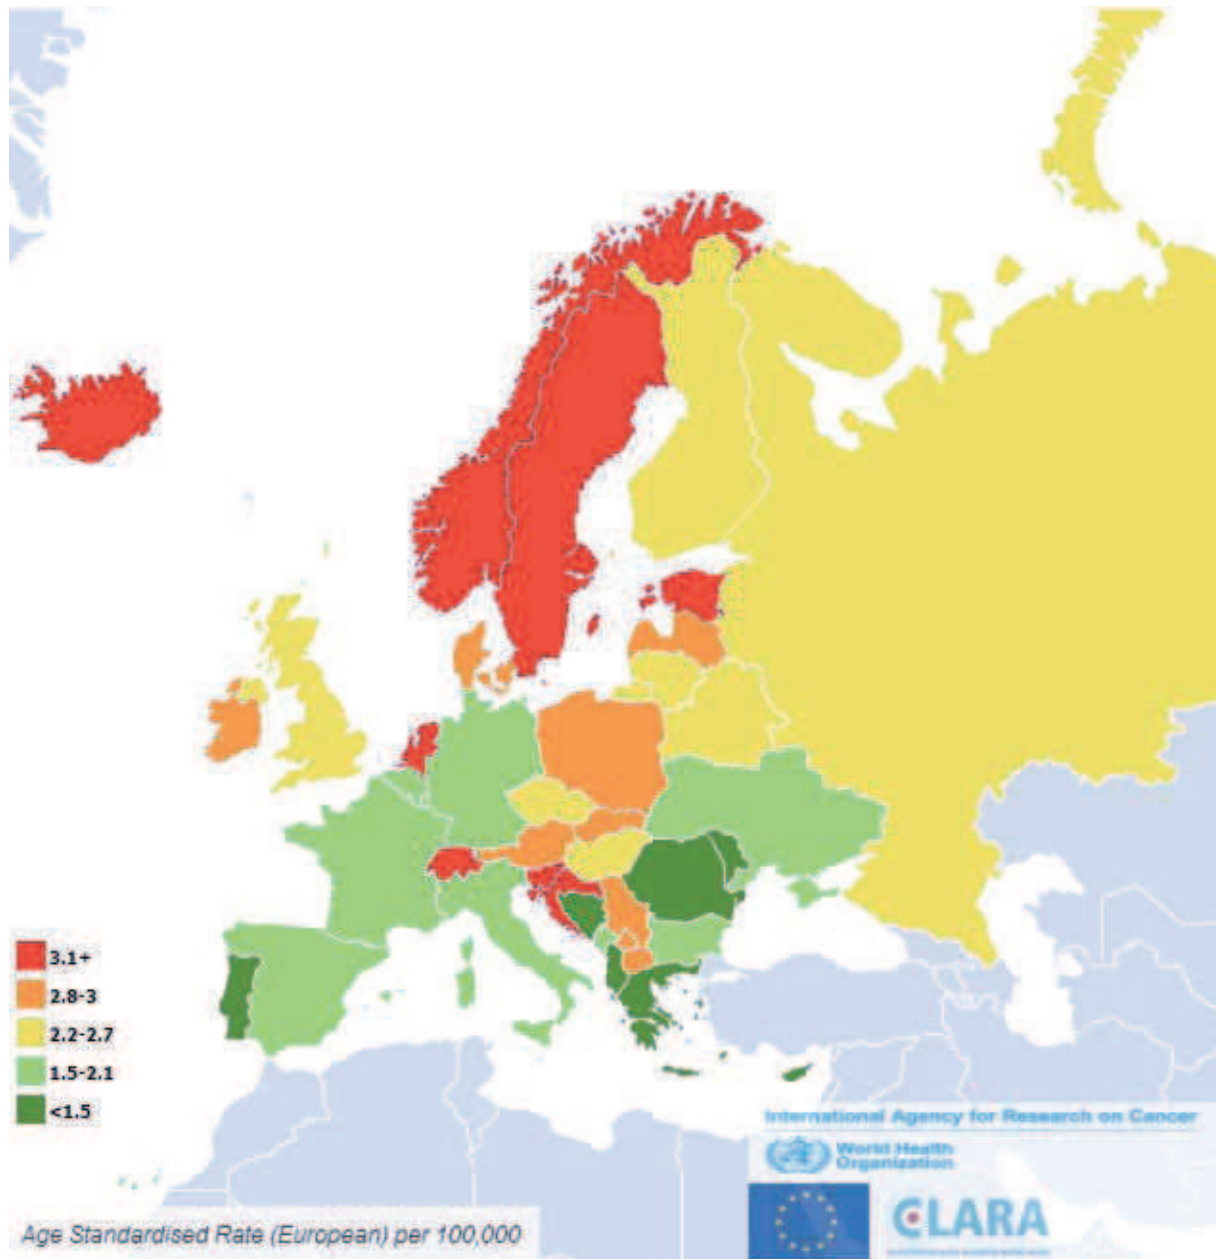 3.1+
2.8-3
2.2-2.7
1.5-2.1
<1.5
International Agency for Research on Cancer
World Health
Organization
CLARA
Age Standardised Rate (European) per 100,000